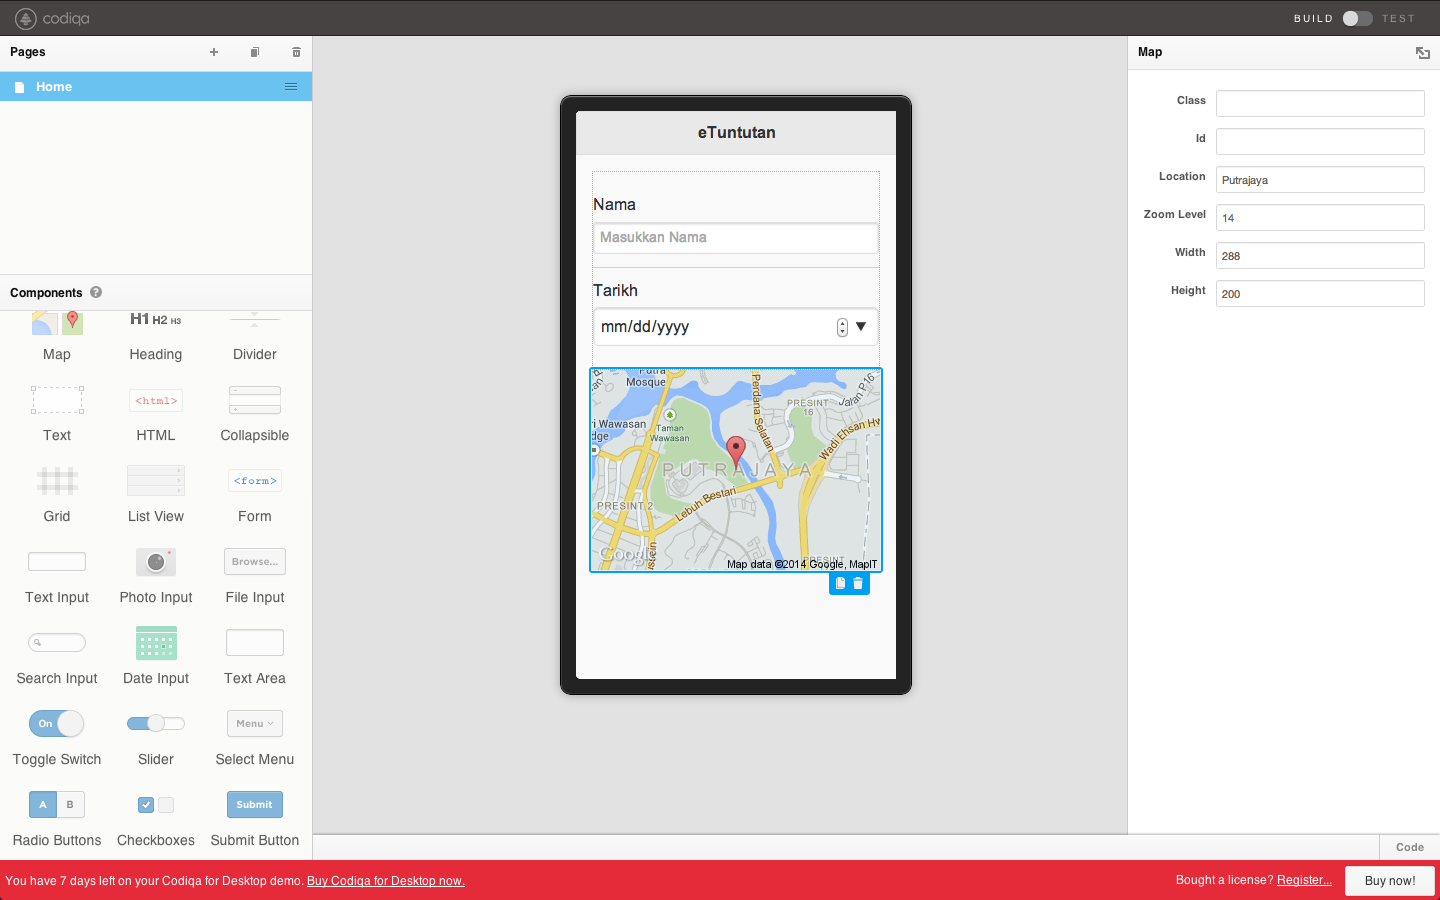 codiqa
BUILD TEST
Pages
Home
Components ?
Map
H1 H2 H3
Heading
Divider
Text
<html>
HTML
Collapsible
Grid
List View
<form>
Form
Text Input
Photo Input
Browse...
File Input
Search Input
Date Input
Text Area
On
Toggle Switch
Slider
Menu
Select Menu
A B
Radio Buttons
Checkboxes
Submit
Submit Button
eTuntutan
Nama
Masukkan Nama
Tarikh
mm/dd/yyyy
Putra
Mosque
Perdana Selatan
Jalan P16
PRESINT
16
i Wawasan
dge
Taman
Wawasan
Wadi Ehsan Hw
PUTRAJAYA
Lebuh Bestari
PRESINT 2
Google
PRESINT
Map data ©2014 Google, MapIT
Map
Class
Id
Location Putrajaya
Zoom Level 14
Width 288
Height 200
Code
You have 7 days left on your Codiqa for Desktop demo. Buy Codiqa for Desktop now.
Bought a license? Register...
Buy now!